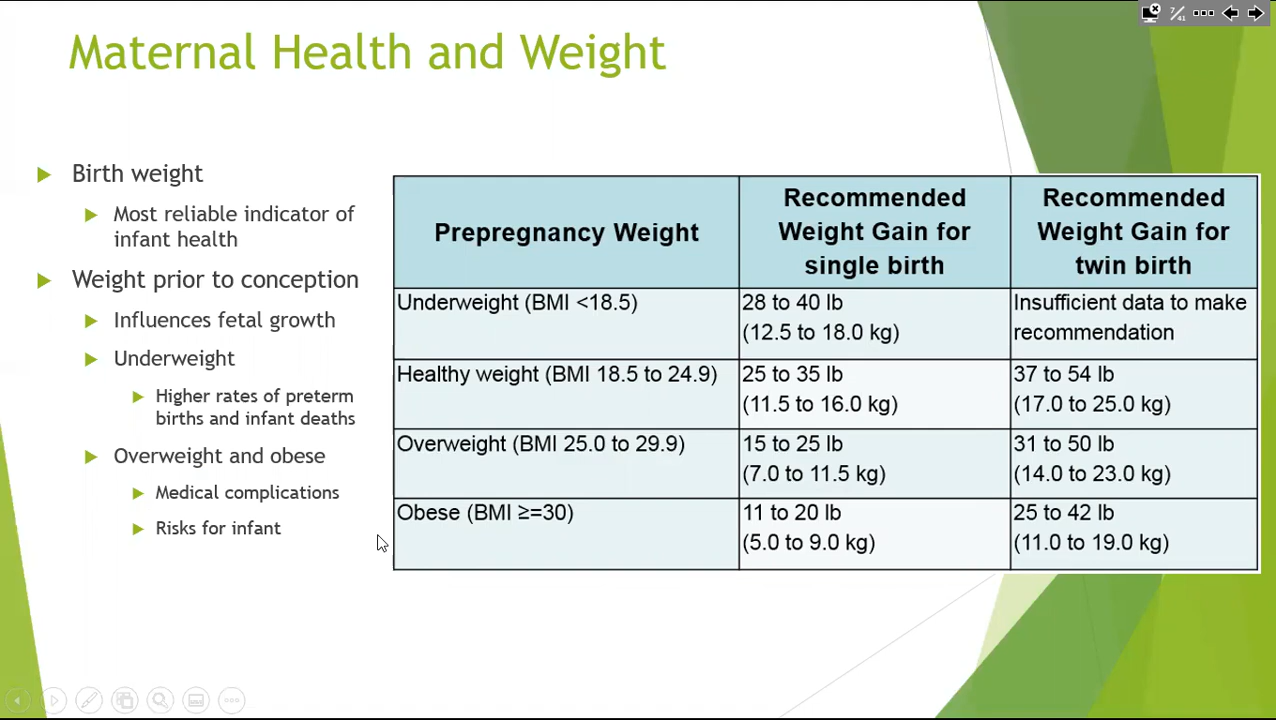 7/41
Maternal Health and Weight
Birth weight
Most reliable indicator of
infant health
Weight prior to conception
Influences fetal growth
Underweight
Higher rates of preterm
births and infant deaths
Overweight and obese
Medical complications
Risks for infant
Prepregnancy Weight
Recommended
Weight Gain for
single birth
Recommended
Weight Gain for
twin birth
Underweight (BMI <18.5)
28 to 40 lb
(12.5 to 18.0 kg)
Insufficient data to make
recommendation
Healthy weight (BMI 18.5 to 24.9)
25 to 35 lb
(11.5 to 16.0 kg)
37 to 54 lb
(17.0 to 25.0 kg)
Overweight (BMI 25.0 to 29.9)
15 to 25 lb
(7.0 to 11.5 kg)
31 to 50 lb
(14.0 to 23.0 kg)
Obese (BMI ≥=30)
11 to 20 lb
(5.0 to 9.0 kg)
25 to 42 lb
(11.0 to 19.0 kg)